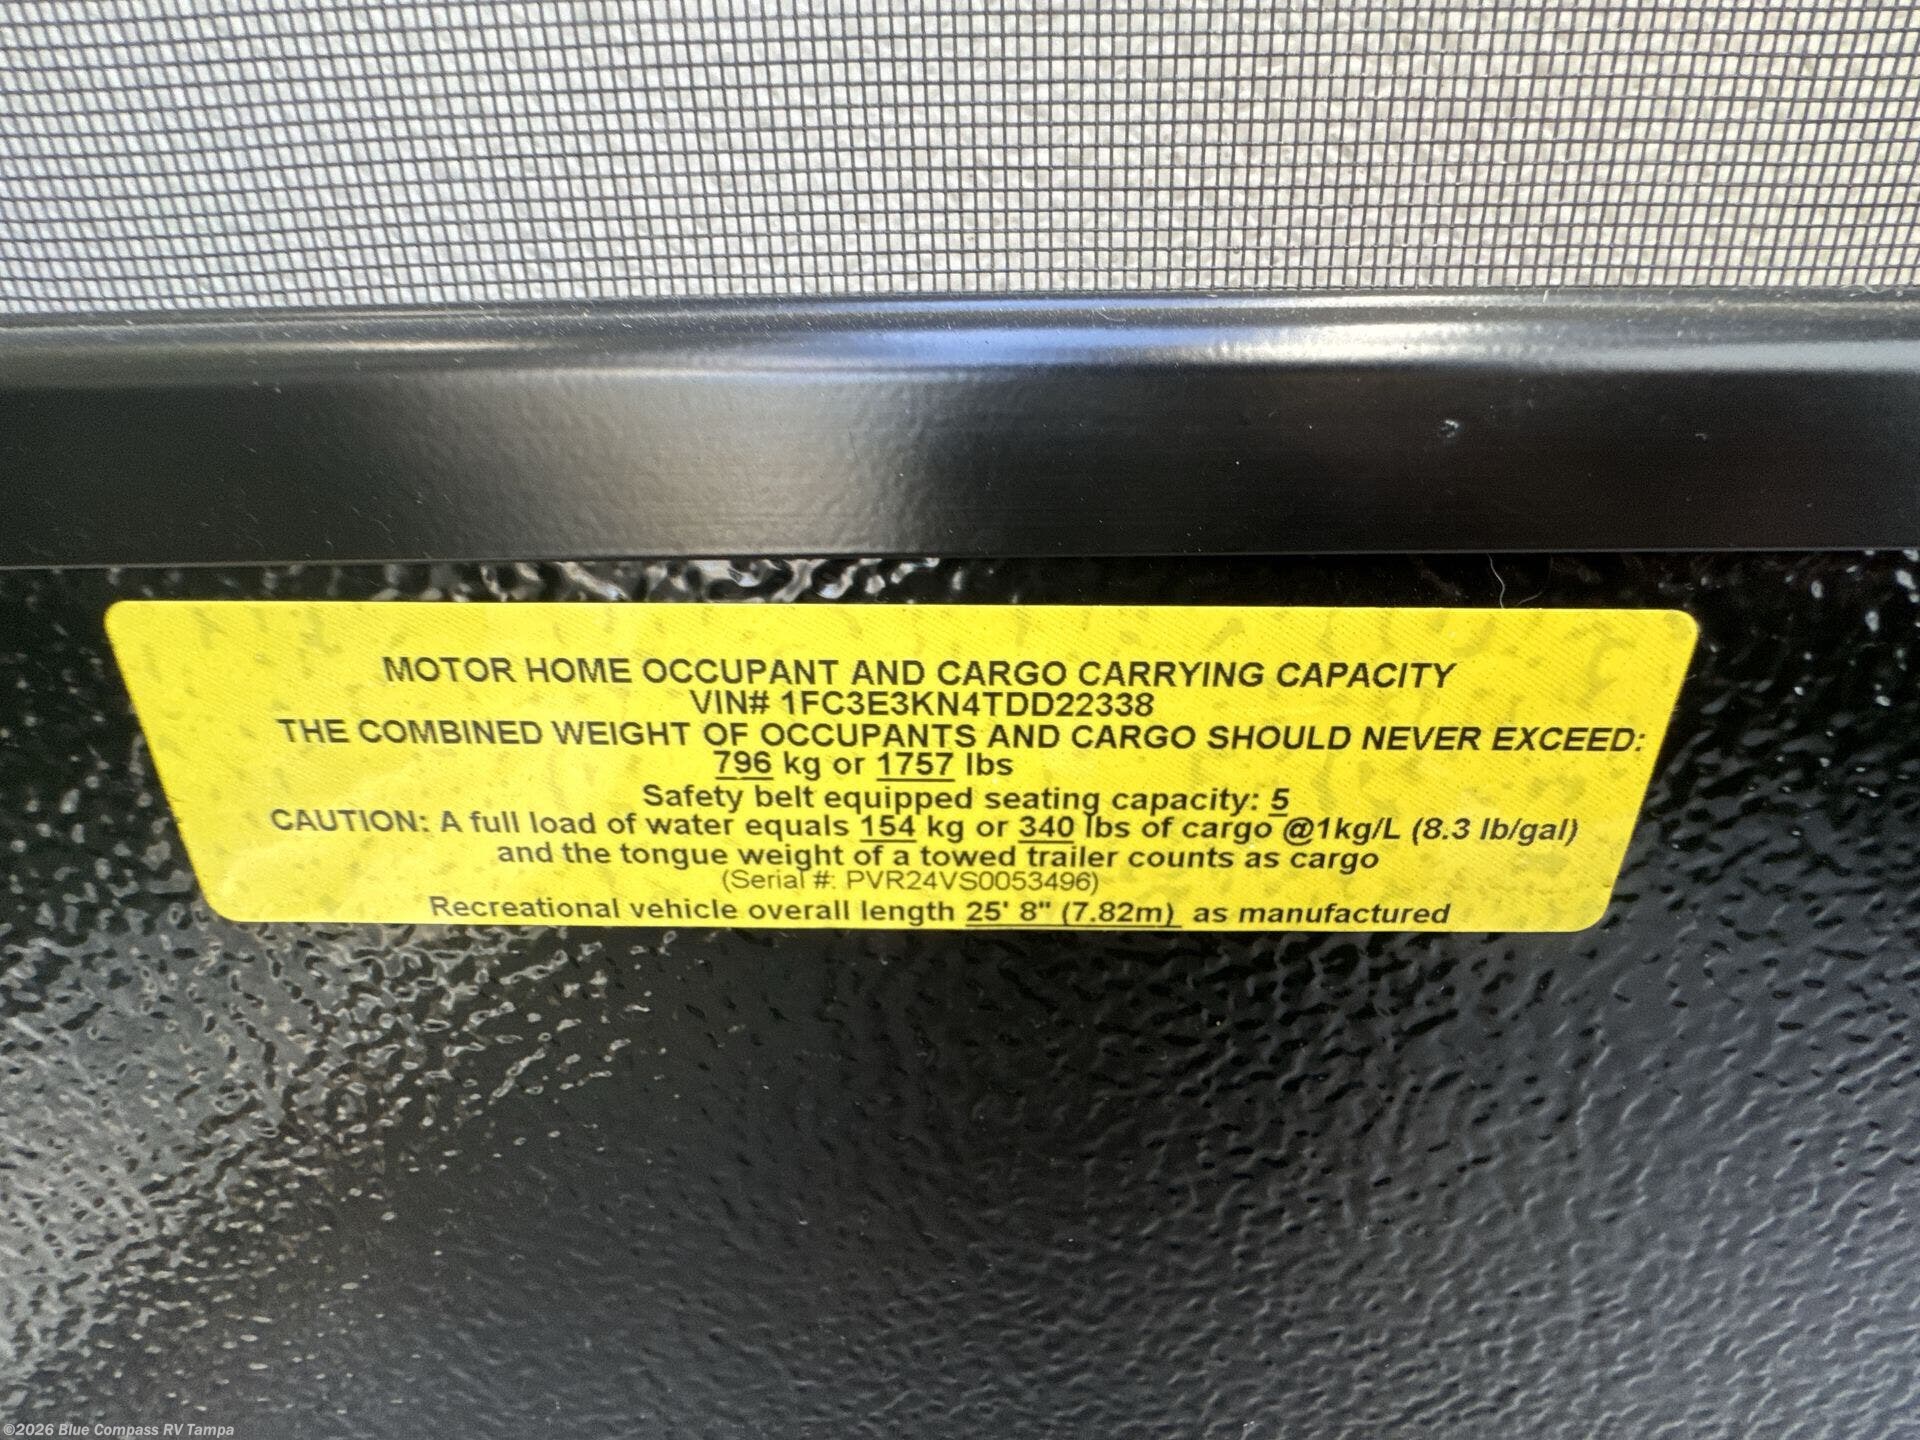 MOTOR HOME OCCUPANT AND CARGO CARRYING CAPACITY
VIN# 1FC3E3KN4TDD22338
THE COMBINED WEIGHT OF OCCUPANTS AND CARGO SHOULD NEVER EXCEED:
796 kg or 1757 lbs
Safety belt equipped seating capacity: 5
CAUTION: A full load of water equals 154 kg or 340 lbs of cargo @1kg/L (8.3 lb/gal)
and the tongue weight of a towed trailer counts as cargo
(Serial #: PVR24VS0053496)
Recreational vehicle overall length 25' 8" (7.82m) as manufactured
©2026 Blue Compass RV Tampa